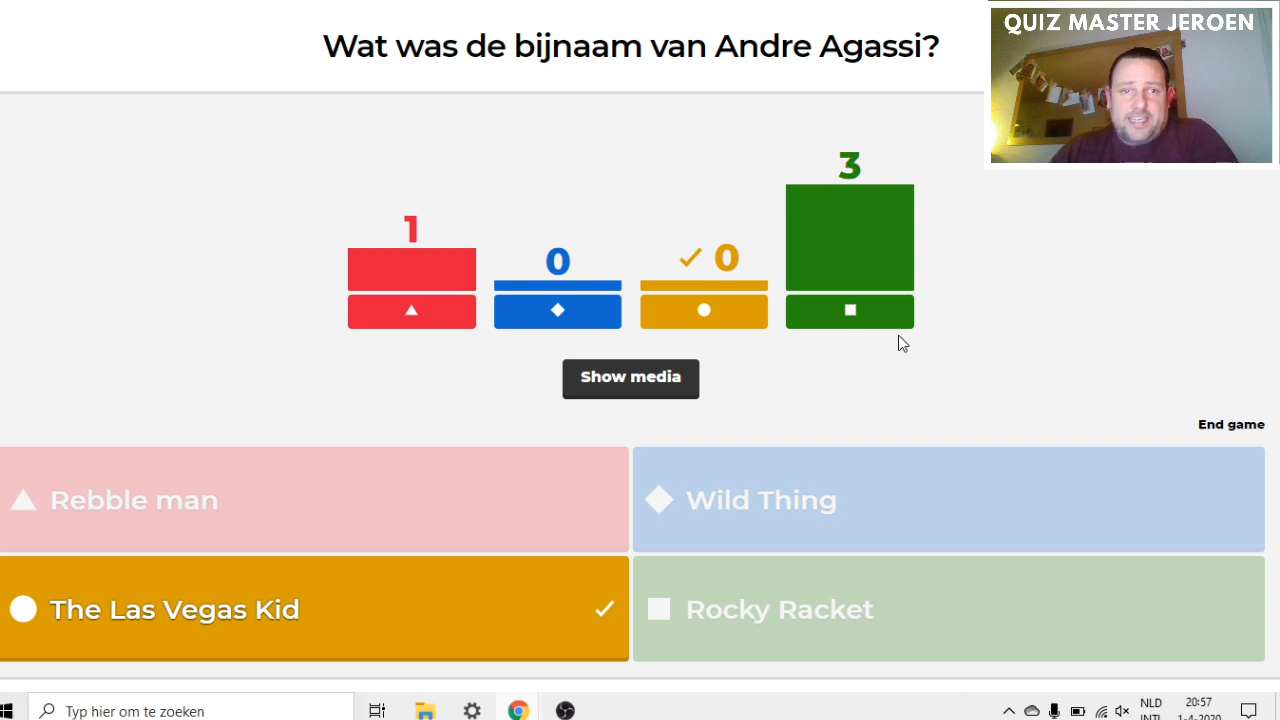 Wat was de bijnaam van Andre Agassi?
QUIZ MASTER JEROEN
1
0
0
3
Show media
End game
Rebble man
Wild Thing
The Las Vegas Kid
Rocky Racket
Typ hier om te zoeken
NLD
INTL
20:57
1-4-2020